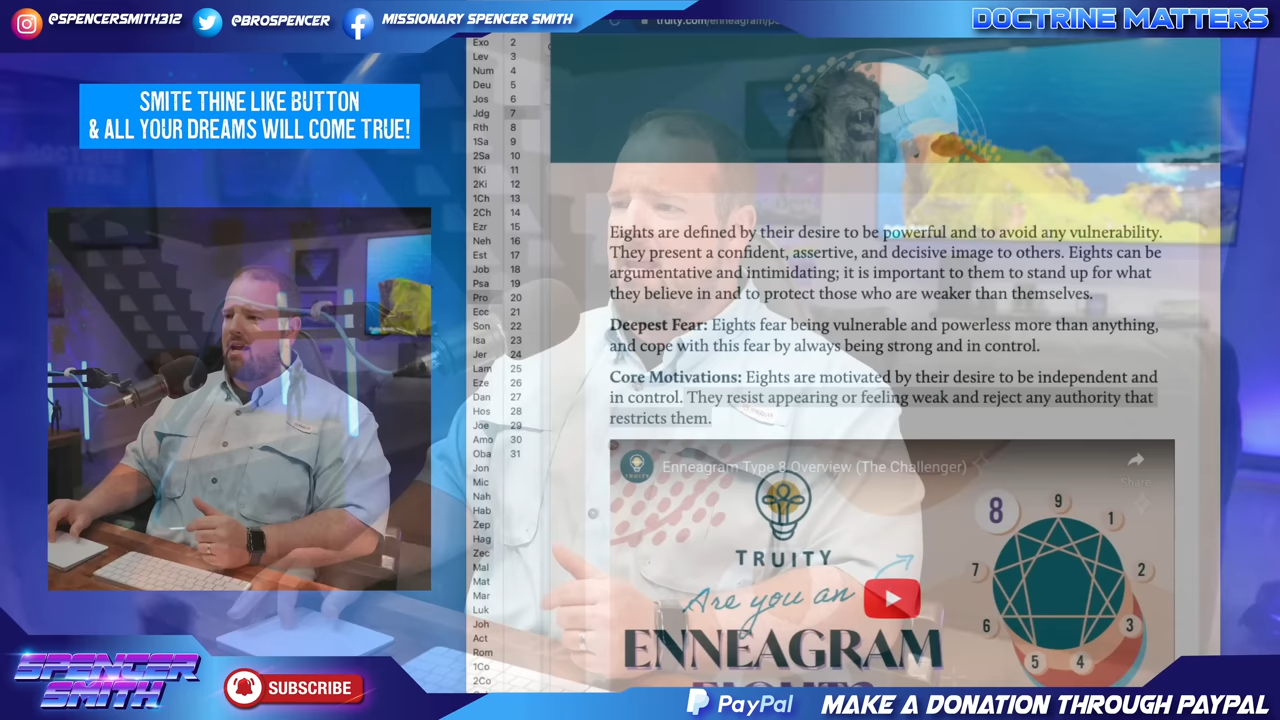 @SPENCERSMITH312
@BROSPENCER
MISSIONARY SPENCER SMITH
DOCTRINE MATTERS
SMITE THINE LIKE BUTTON
& ALL YOUR DREAMS WILL COME TRUE!
Exo 2
Lev 3
Num 4
Deu 5
Jos 6
Jdg 7
Rth 8
1Sa 9
2Sa 10
1Ki 11
2Ki 12
1Ch 13
2Ch 14
Ezr 15
Neh 16
Est 17
Job 18
Psa 19
Pro 20
Ecc 21
Son 22
Isa 23
Jer 24
Lam 25
Eze 26
Dan 27
Hos 28
Joe 29
Amo 30
Oba 31
Jon
Mic
Nah
Hab
Zep
Hag
Zec
Mal
Mat
Mar
Luk
Joh
Act
Rom
1Co
2Co
Eights are defined by their desire to be powerful and to avoid any vulnerability.
They present a confident, assertive, and decisive image to others. Eights can be
argumentative and intimidating; it is important to them to stand up for what
they believe in and to protect those who are weaker than themselves.
Deepest Fear: Eights fear being vulnerable and powerless more than anything,
and cope with this fear by always being strong and in control.
Core Motivations: Eights are motivated by their desire to be independent and
in control. They resist appearing or feeling weak and reject any authority that
restricts them.
TRUITY
Enneagram Type 8 Overview (The Challenger)
Share
TRUITY
Are you an
ENNEAGRAM
8
9
1
2
3
4
5
6
7
SPENCER
SMITH
SUBSCRIBE
PayPal
MAKE A DONATION THROUGH PAYPAL